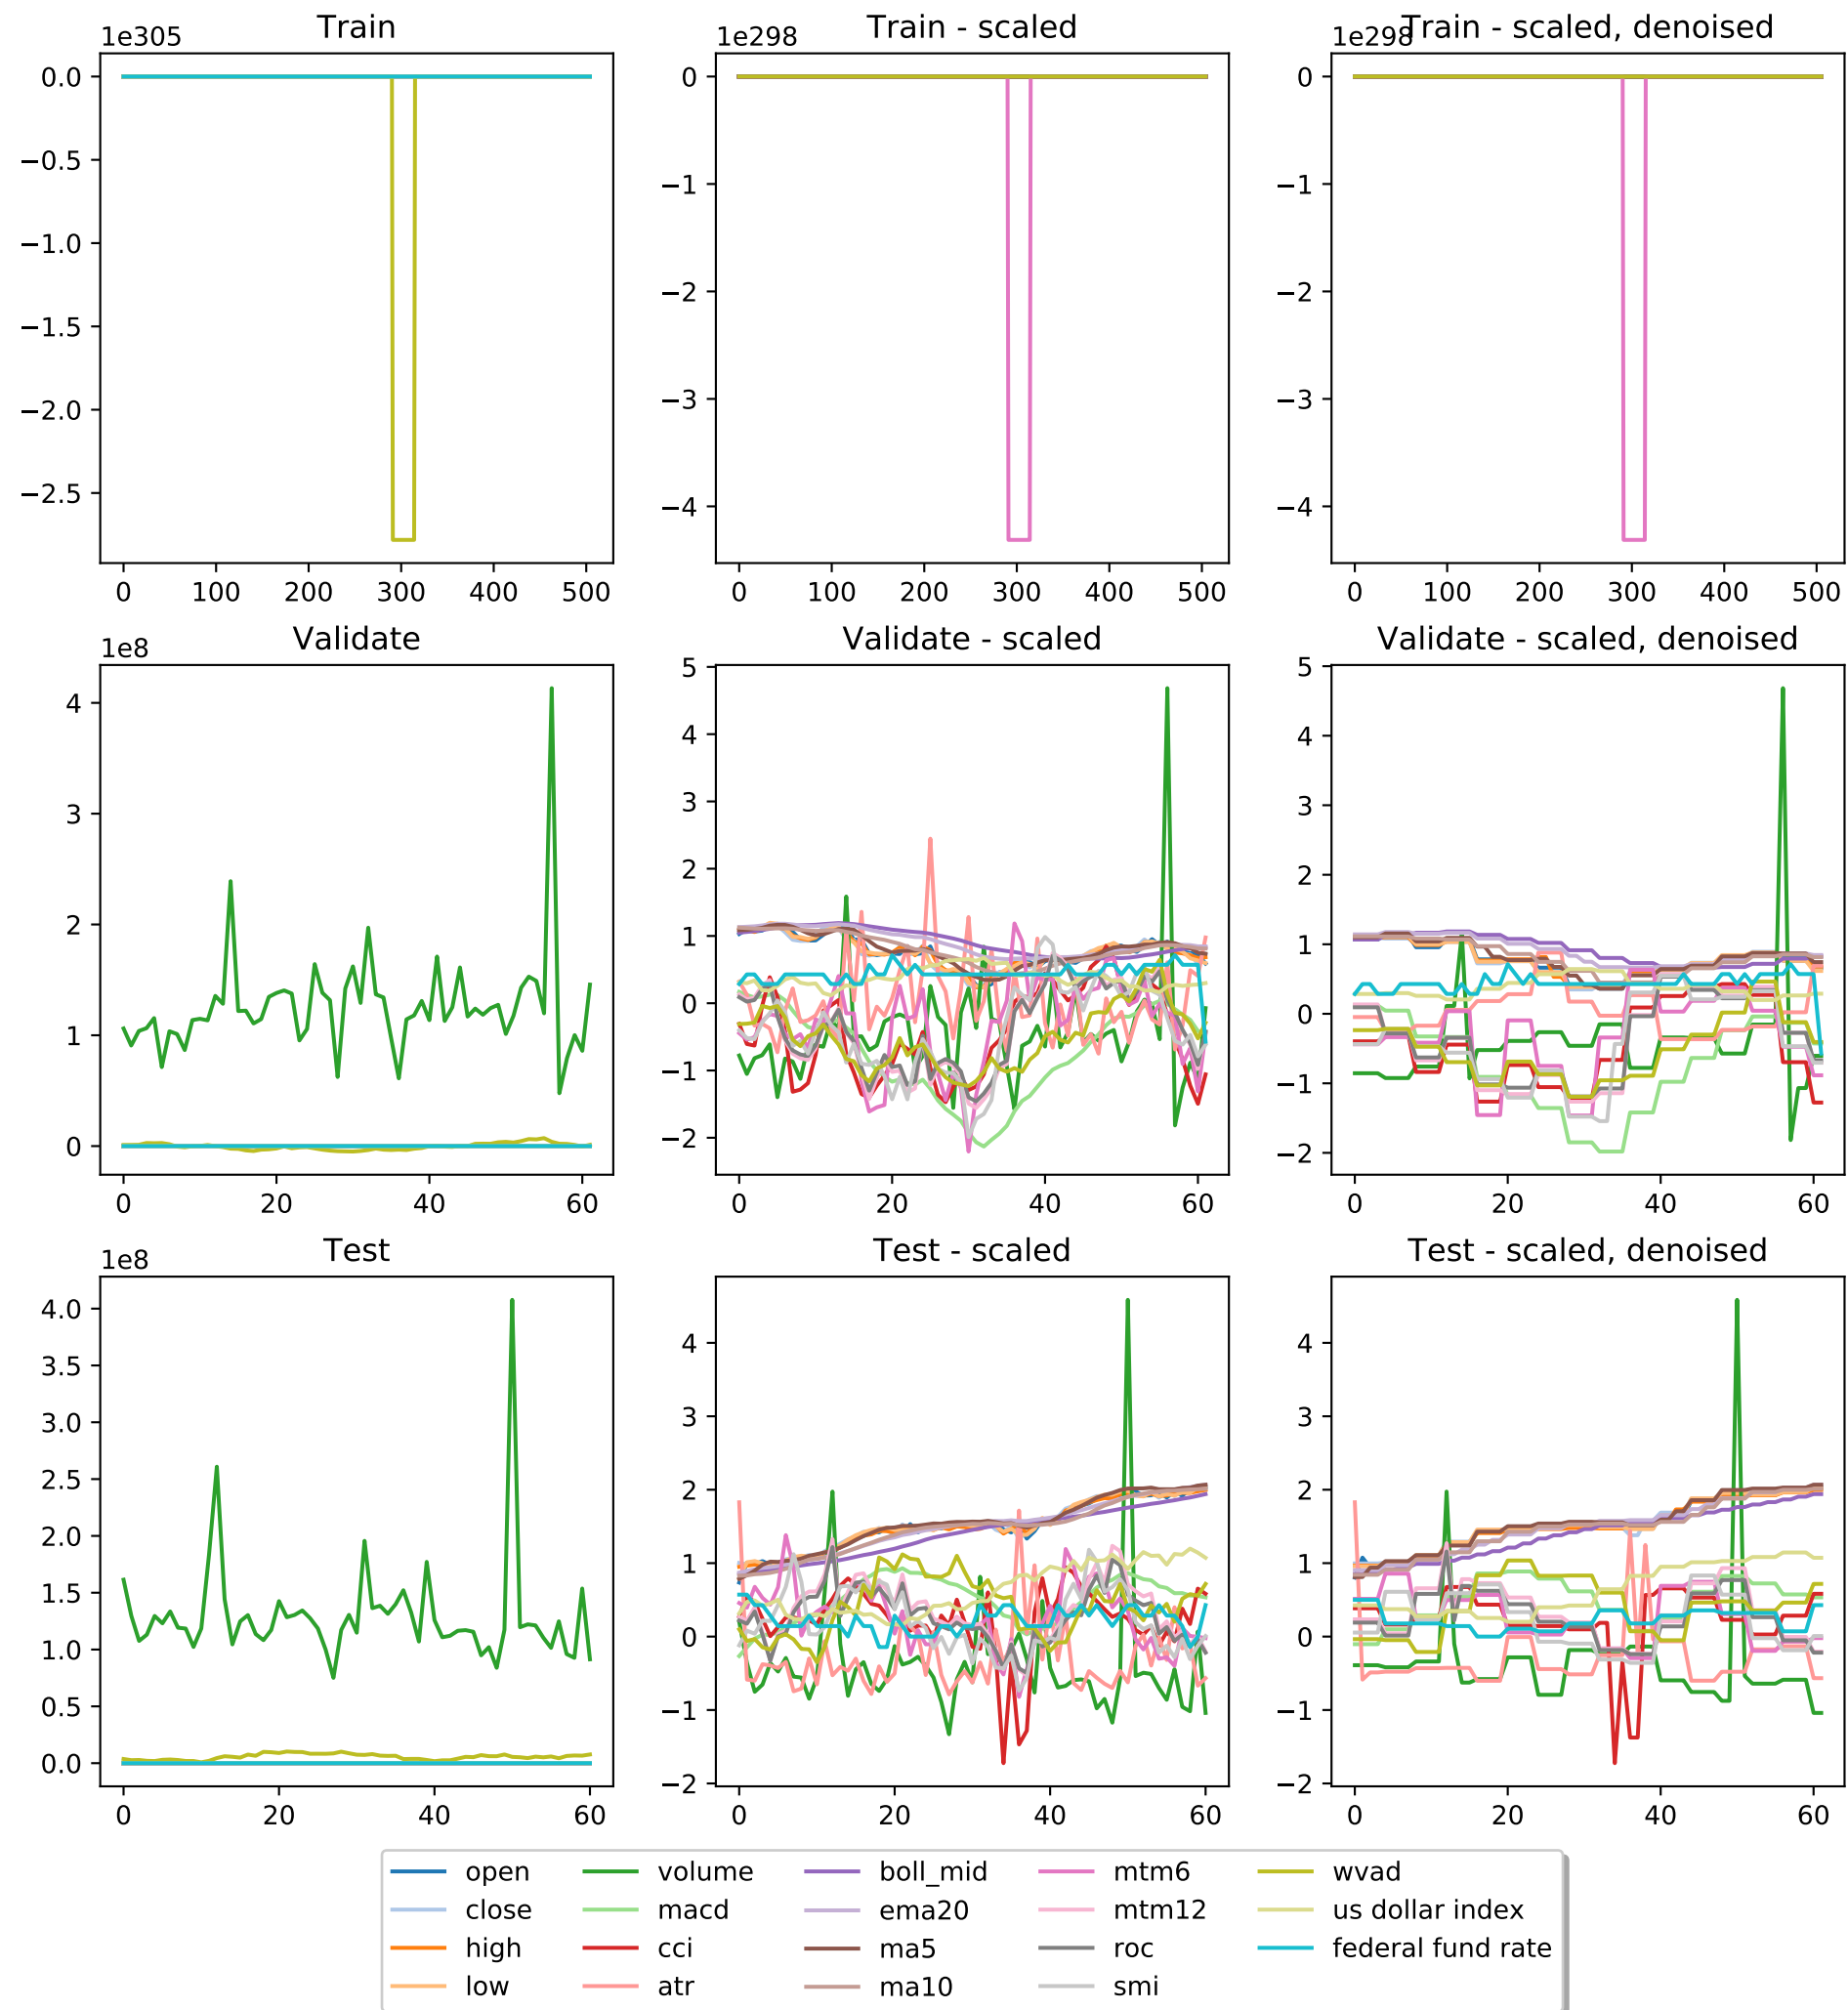 Train
1e305
0.0
−0.5
−1.0
−1.5
−2.0
−2.5
0 100 200 300 400 500
Train - scaled
1e298
0
−1
−2
−3
−4
0 100 200 300 400 500
Train - scaled, denoised
1e298
0
−1
−2
−3
−4
0 100 200 300 400 500
Validate
1e8
4
3
2
1
0
0 20 40 60
Validate - scaled
5
4
3
2
1
0
−1
−2
0 20 40 60
Validate - scaled, denoised
5
4
3
2
1
0
−1
−2
0 20 40 60
Test
1e8
4.0
3.5
3.0
2.5
2.0
1.5
1.0
0.5
0.0
0 20 40 60
Test - scaled
4
3
2
1
0
−1
−2
0 20 40 60
Test - scaled, denoised
4
3
2
1
0
−1
−2
0 20 40 60
open
close
high
low
volume
macd
cci
atr
boll_mid
ema20
ma5
ma10
mtm6
mtm12
roc
smi
wvad
us dollar index
federal fund rate